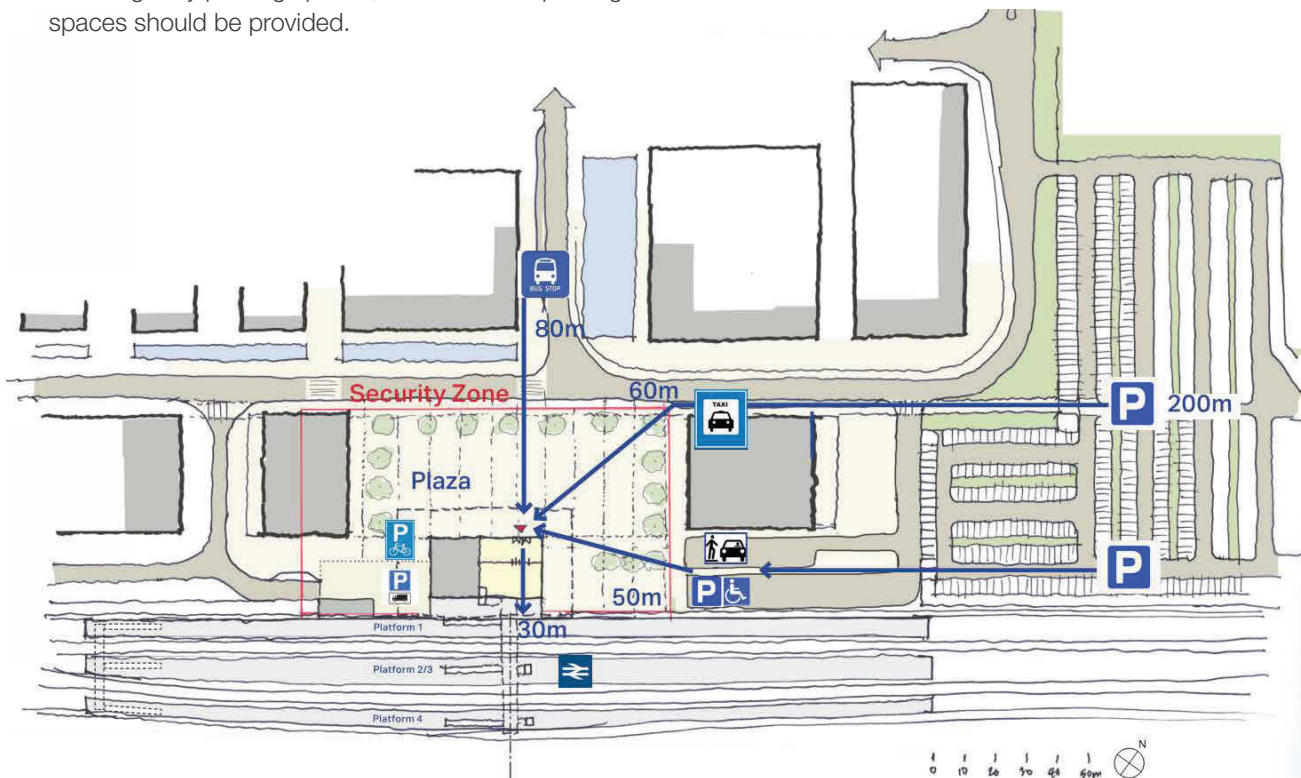 spaces should be provided.
BUS STOP
80m
Security Zone
60m
TAXI
P
200m
Plaza
P
P
50m
P
P
30m
Platform 1
Platform 2/3
Platform 4
N
0 10 20 30 40 50m